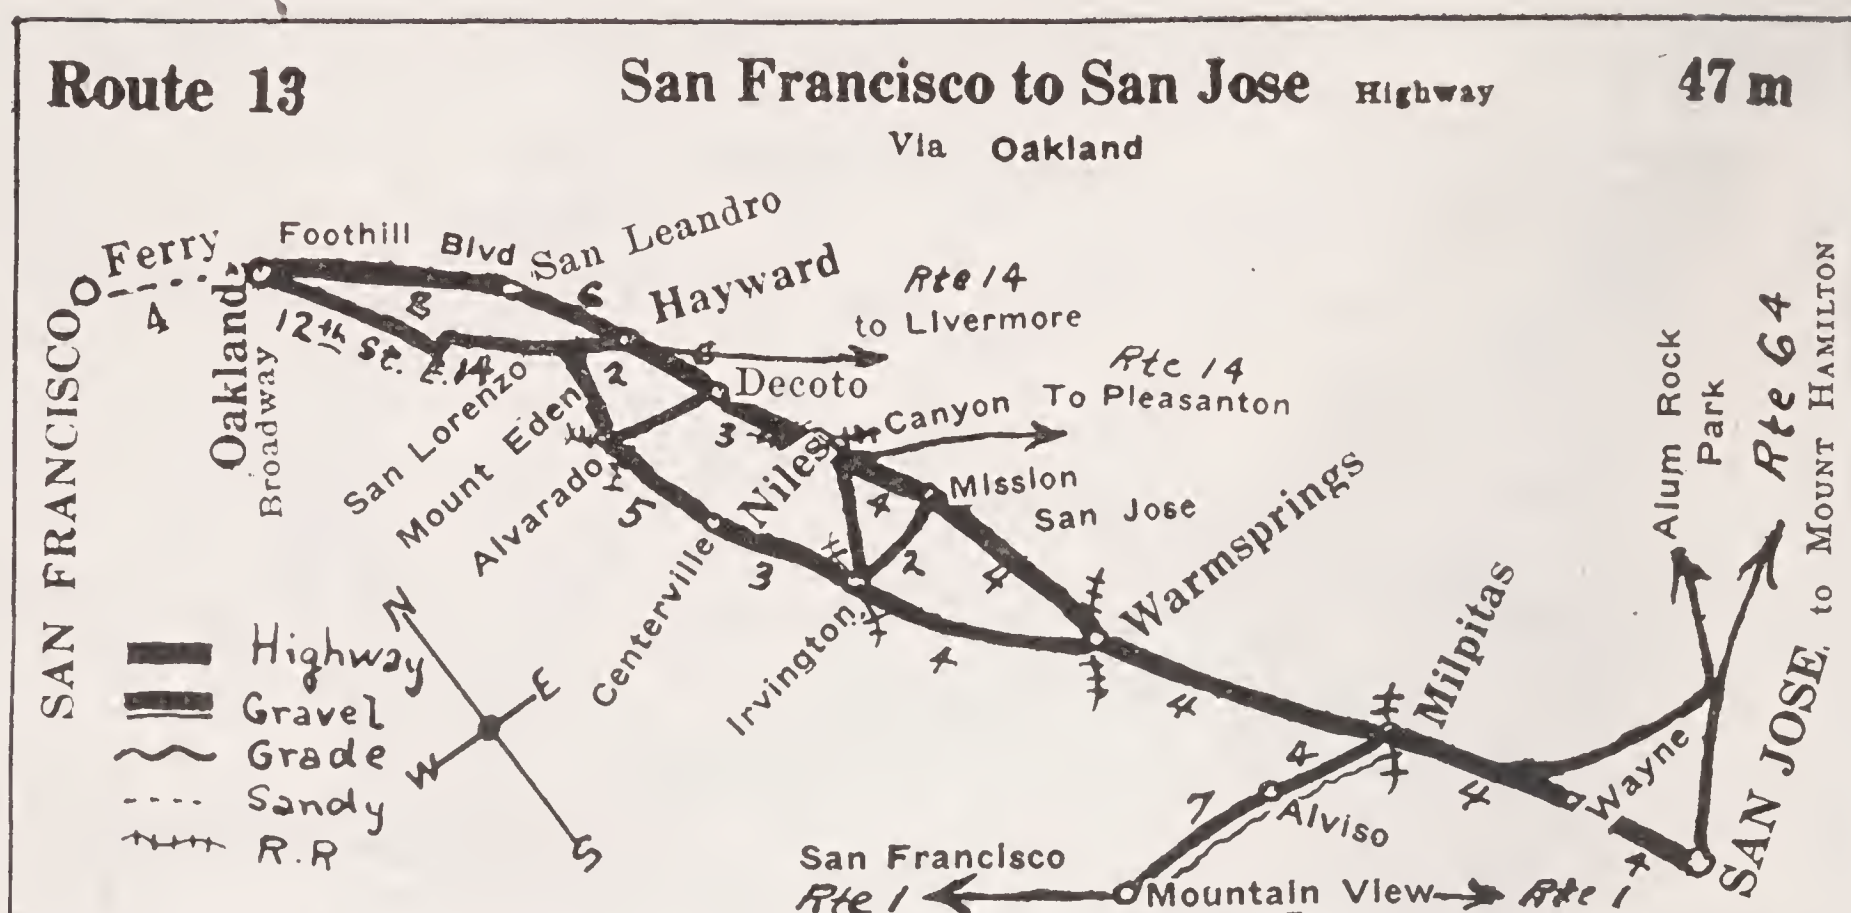 Route 13
San Francisco to San Jose Highway
47 m
Via Oakland
SAN FRANCISCO
Ferry
4
Oakland
Broadway
Foothill Blvd
8
12th St. E.14
San Leandro
6
Hayward
Rte 14
to Livermore
8
2
Decoto
San Lorenzo
Mount Eden
Alvarado
3
5
Niles
Canyon
Rte 14
To Pleasanton
4
Mission
San Jose
Centerville
3
2
4
Irvington
4
Warmsprings
4
Milpitas
4
Alviso
7
4
Wayne
4
SAN JOSE
Alum Rock
Park
Rte 64
to MOUNT HAMILTON
San Francisco
Rte 1
Mountain View
Rte 1
Highway
Gravel
Grade
Sandy
R.R
N
E
W
S